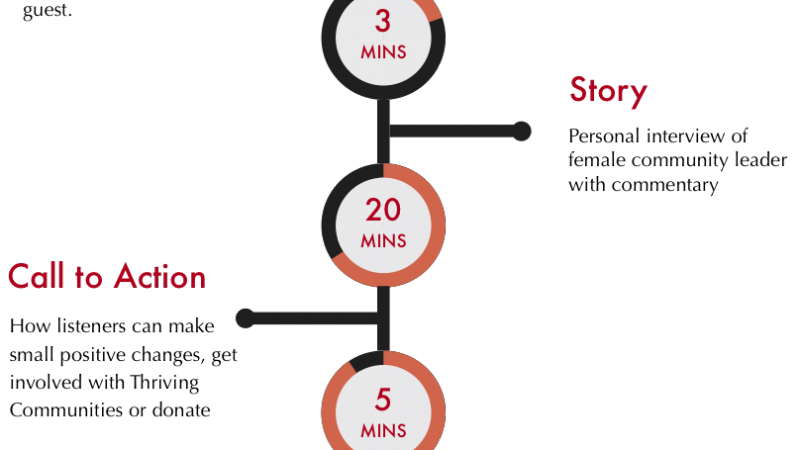 guest.
3
MINS
Story
Personal interview of
female community leader
with commentary
20
MINS
Call to Action
How listeners can make
small positive changes, get
involved with Thriving
Communities or donate
5
MINS